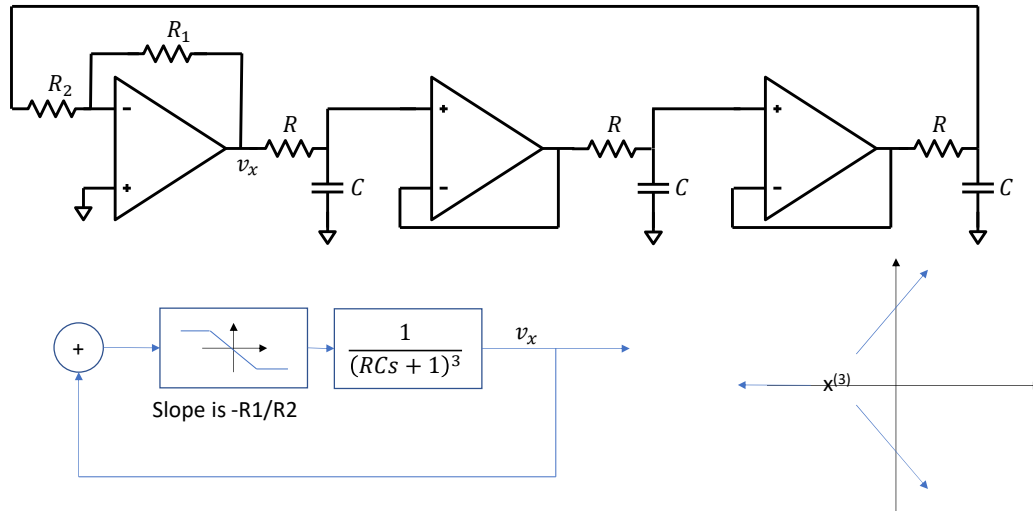 R₁
R₂
-
+
vₓ
R
C
+
-
R
C
+
-
R
C
+
1
(RCs + 1)³
vₓ
Slope is -R1/R2
x⁽³⁾